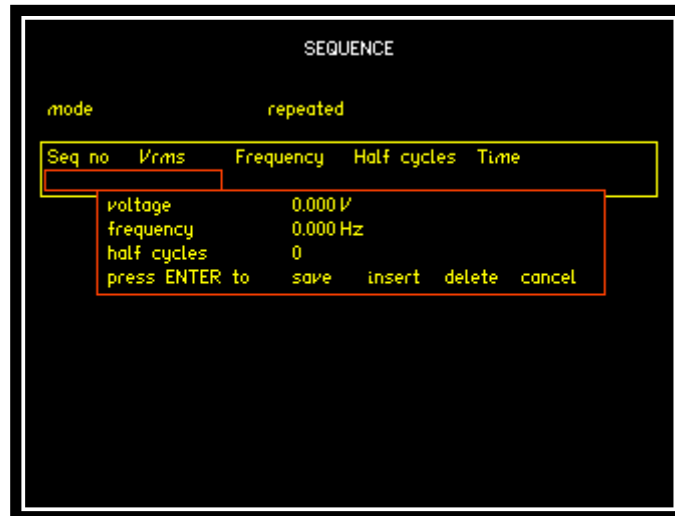 SEQUENCE
mode repeated
Seq no Vrms Frequency Half cycles Time
voltage 0.000 V
frequency 0.000 Hz
half cycles 0
press ENTER to save insert delete cancel